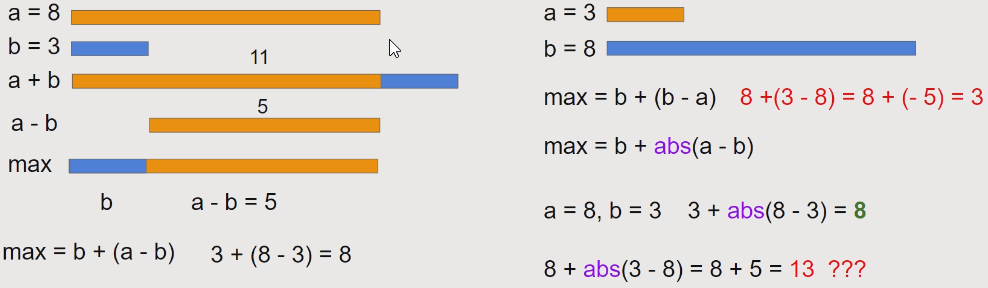 a = 8
b = 3
11
a + b
5
a - b
max
b a - b = 5
max = b + (a - b) 3 + (8 - 3) = 8
a = 3
b = 8
max = b + (b - a) 8 +(3 - 8) = 8 + (- 5) = 3
max = b + abs(a - b)
a = 8, b = 3 3 + abs(8 - 3) = 8
8 + abs(3 - 8) = 8 + 5 = 13 ???